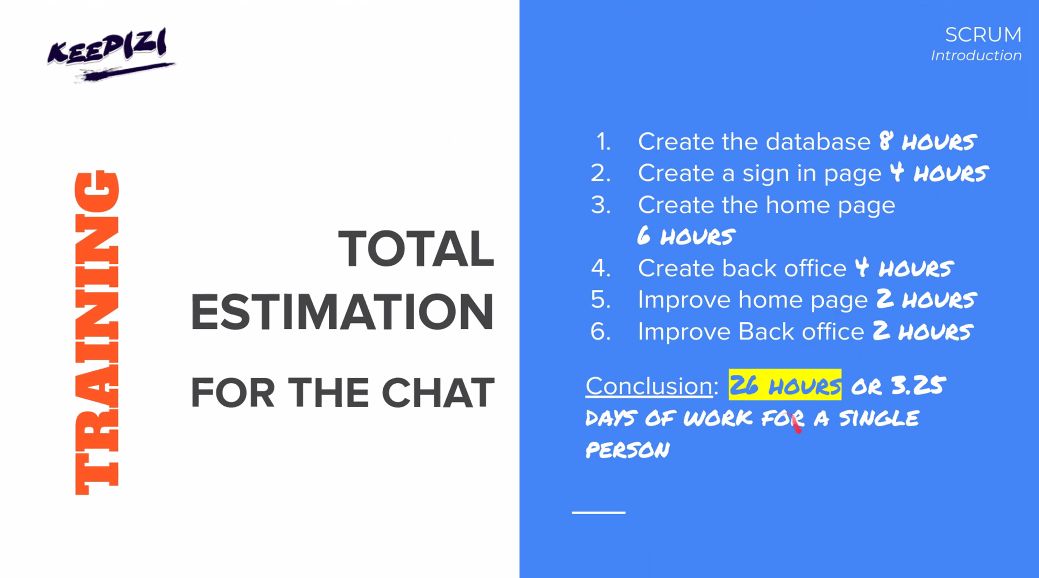 KEEPIZI
SCRUM
Introduction
TRAINING
TOTAL
ESTIMATION
FOR THE CHAT
1. Create the database 8 HOURS
2. Create a sign in page 4 HOURS
3. Create the home page
6 HOURS
4. Create back office 4 HOURS
5. Improve home page 2 HOURS
6. Improve Back office 2 HOURS
Conclusion: 26 HOURS OR 3.25
DAYS OF WORK FOR A SINGLE
PERSON